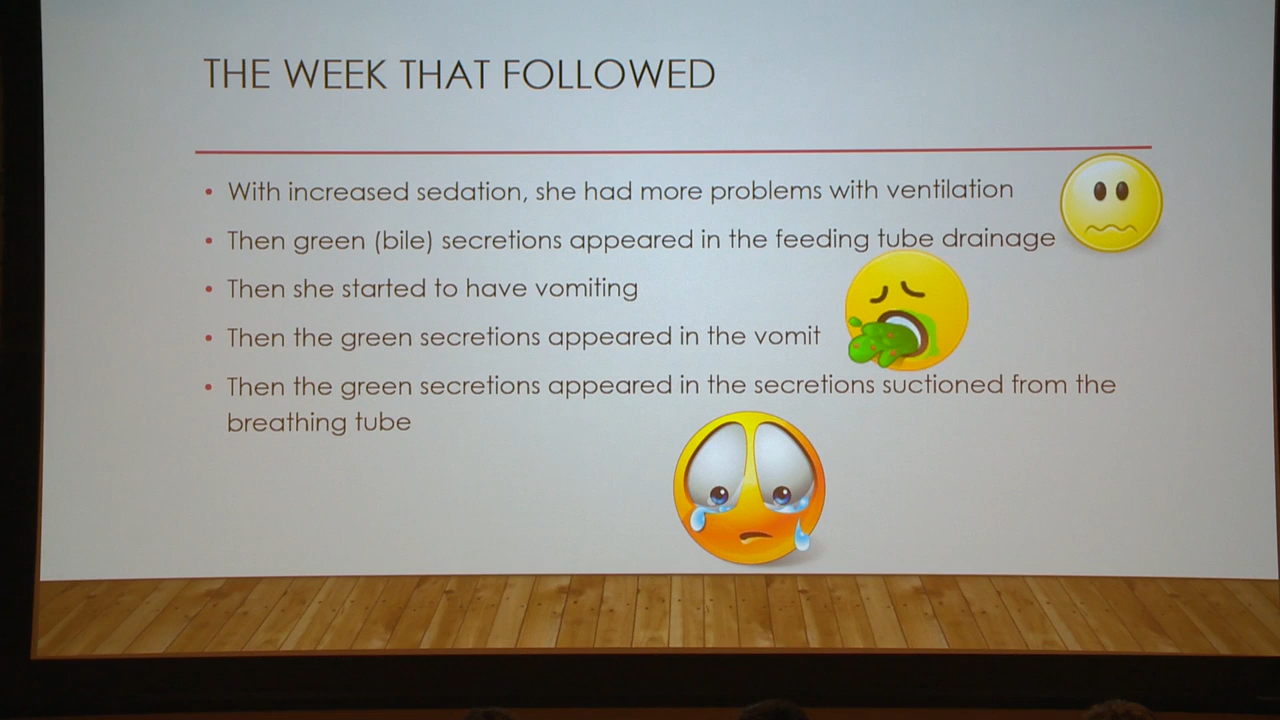 THE WEEK THAT FOLLOWED
• With increased sedation, she had more problems with ventilation
• Then green (bile) secretions appeared in the feeding tube drainage
• Then she started to have vomiting
• Then the green secretions appeared in the vomit
• Then the green secretions appeared in the secretions suctioned from the
breathing tube